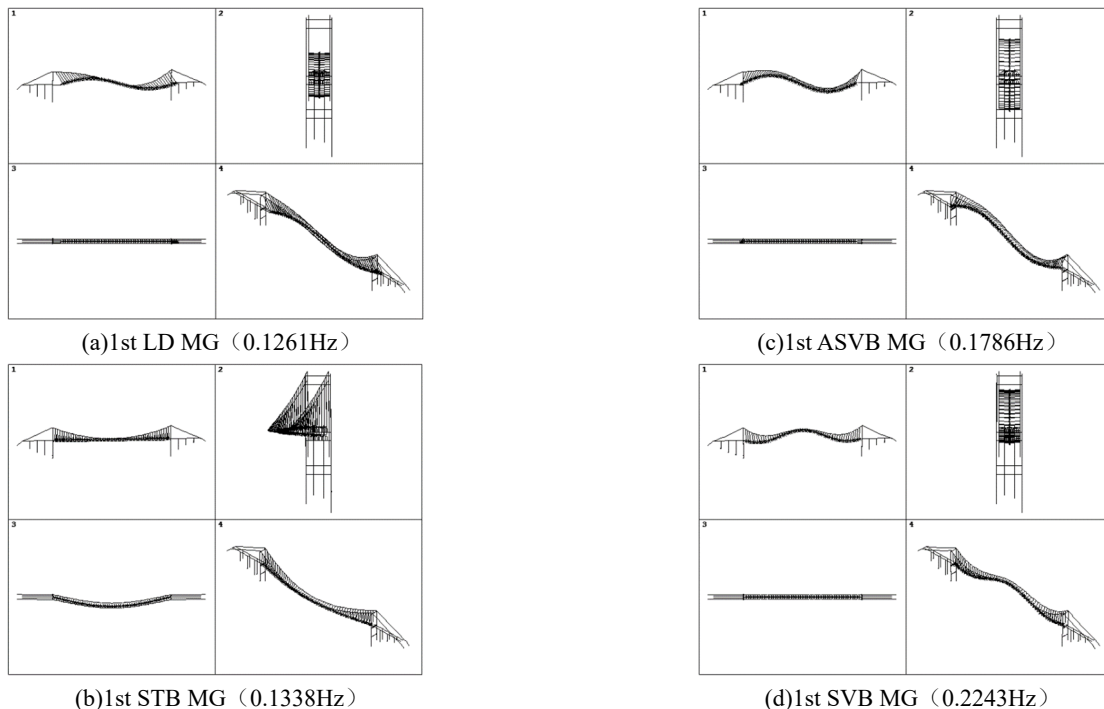 1 2
3 4
(a)1st LD MG（0.1261Hz）
1 2
3 4
(c)1st ASVB MG（0.1786Hz）
1 2
3 4
(b)1st STB MG（0.1338Hz）
1 2
3 4
(d)1st SVB MG（0.2243Hz）